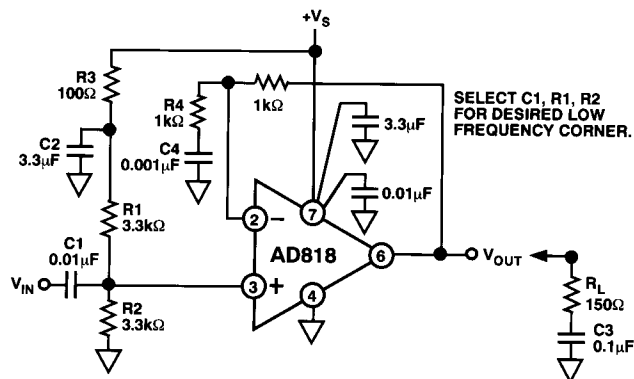 +VS
R3
100Ω
R4
1kΩ
1kΩ
SELECT C1, R1, R2
FOR DESIRED LOW
FREQUENCY CORNER.
C2
3.3μF
C4
0.001μF
3.3μF
0.01μF
R1
3.3kΩ
2
–
7
AD818
6
VOUT
C1
0.01μF
VIN
3
+
4
R2
3.3kΩ
RL
150Ω
C3
0.1μF